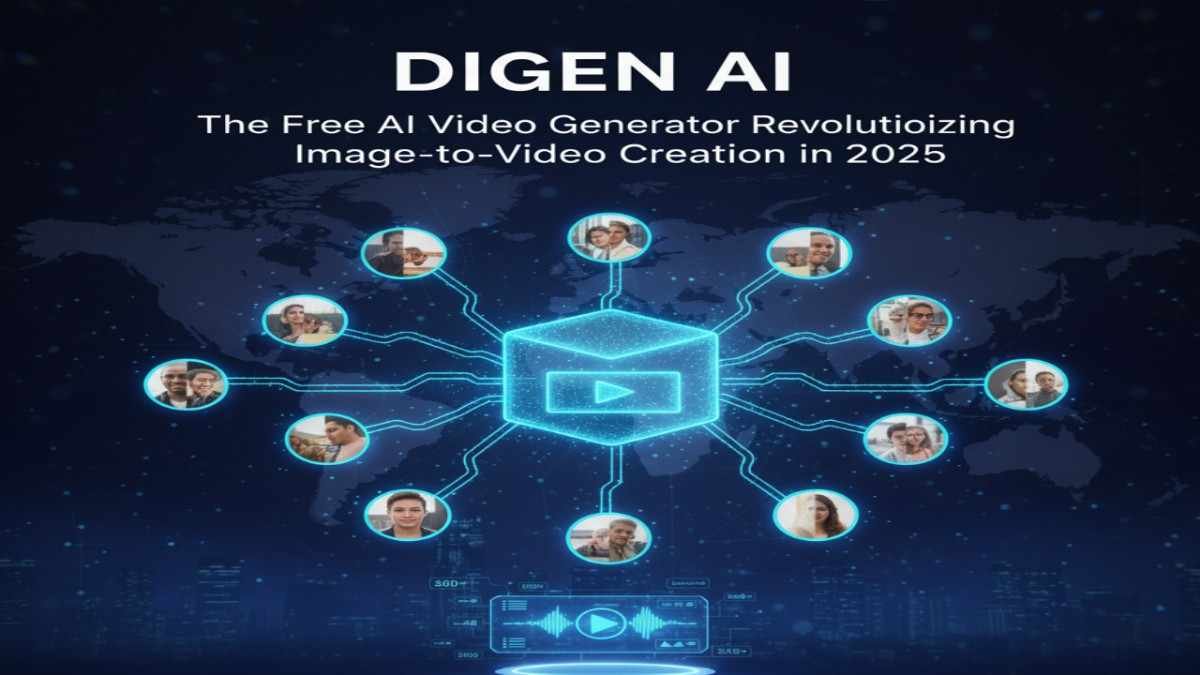 DIGEN AI
The Free AI Video Generator Revolutioizing
Image-to-Video Creation in 2025